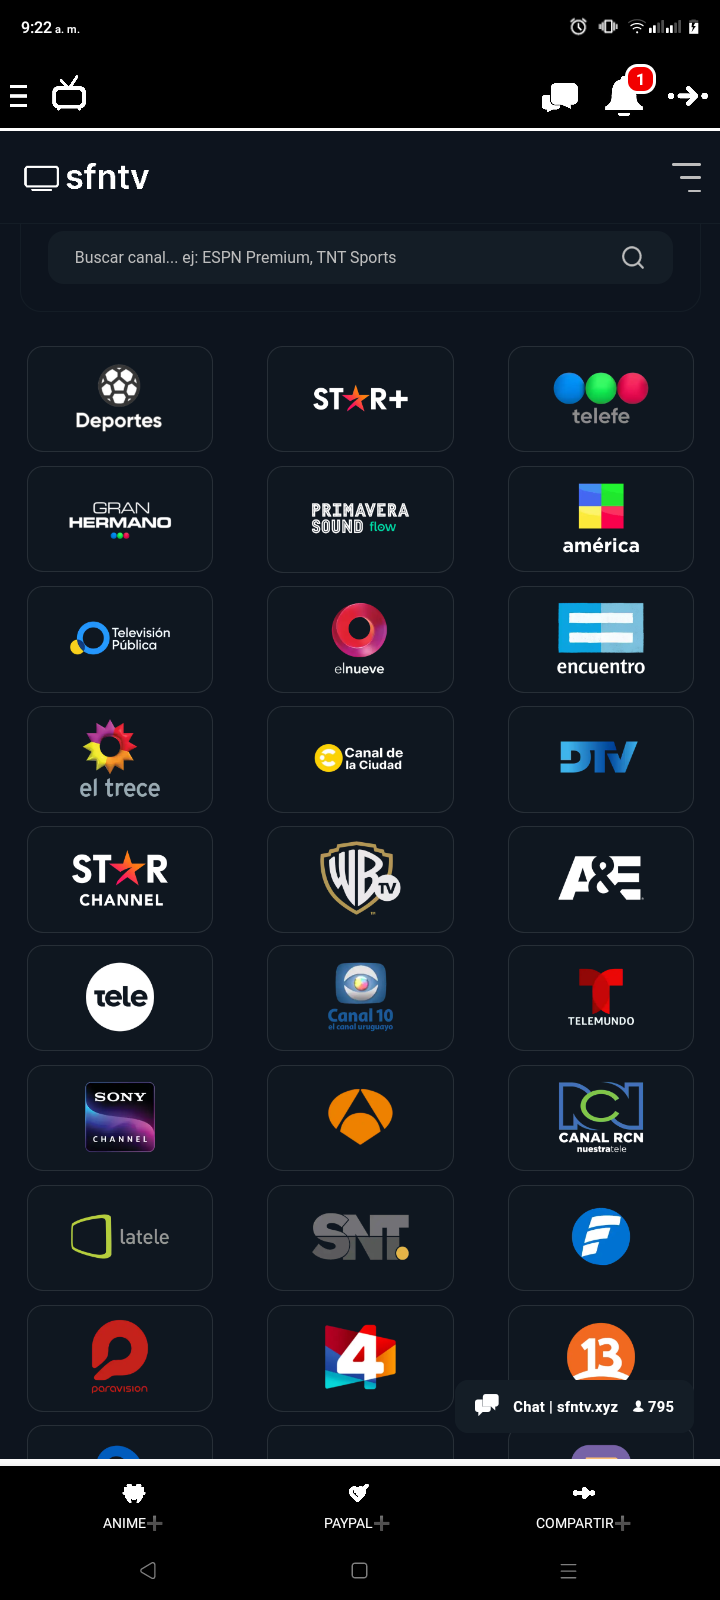 9:22 a. m.
1
sfntv
Buscar canal... ej: ESPN Premium, TNT Sports
Deportes
ST★R+
telefe
GRAN
HERMANO
PRIMAVERA
SOUND flow
américa
Televisión
Pública
elnueve
encuentro
el trece
Canal de
la Ciudad
DTV
ST★R
CHANNEL
WB
TV
A&E
tele
Canal 10
el canal uruguayo
TELEMUNDO
SONY
CHANNEL
RCN
CANAL RCN
nuestratele
latele
SNT.
F
paravision
4
13
Chat | sfntv.xyz 795
ANIME+
PAYPAL+
COMPARTIR+